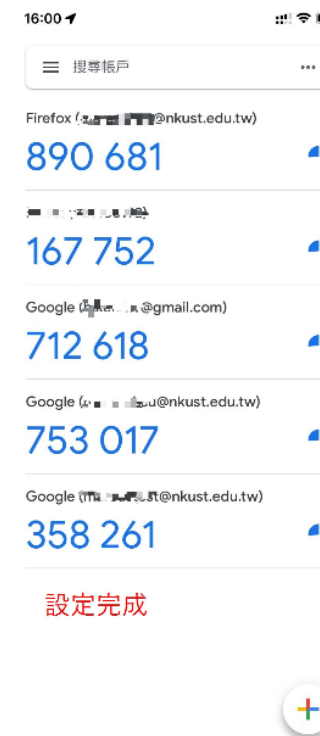 16:00
搜尋帳戶
Firefox (@nkust.edu.tw)
890 681
167 752
Google (@gmail.com)
712 618
Google (u@nkust.edu.tw)
753 017
Google (st@nkust.edu.tw)
358 261
設定完成